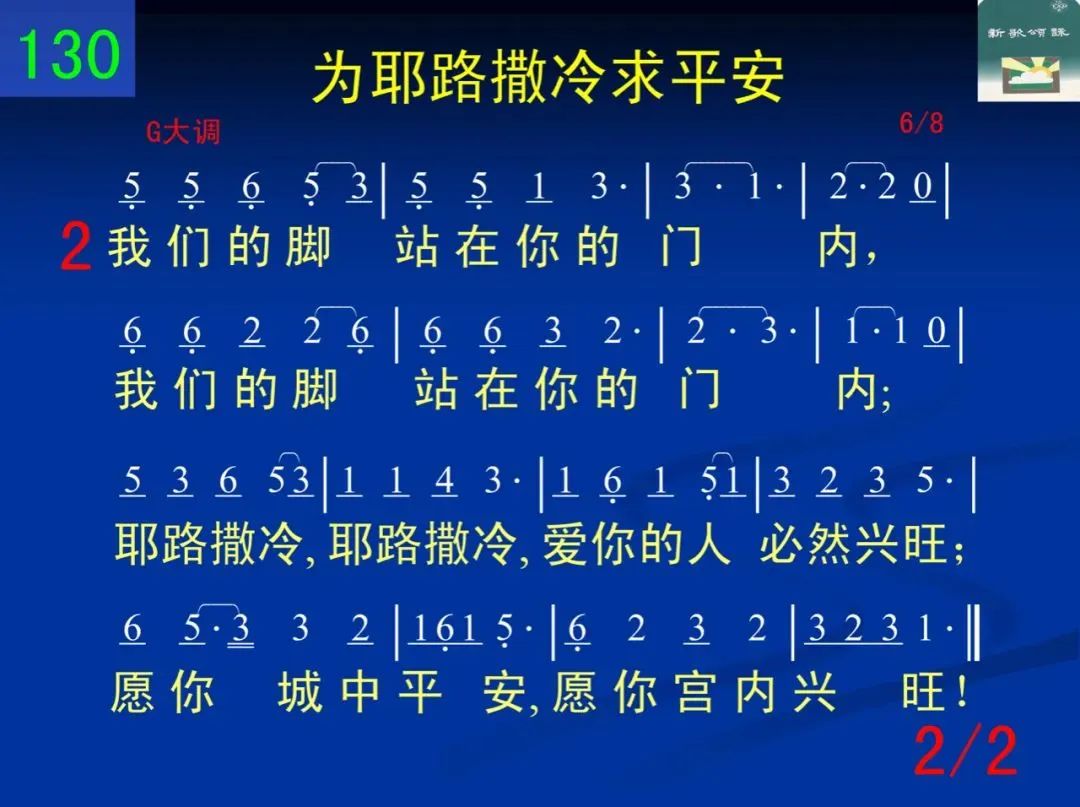 130
为耶路撒冷求平安
新歌頌詠
G大调
6/8
5 5 6 5 3 | 5 5 1 3· | 3 · 1· | 2·2 0 |
2 我们的脚 站在你的 门 内，
6 6 2 2 6 | 6 6 3 2· | 2 · 3· | 1·1 0 |
我们的脚 站在你的 门 内;
5 3 6 53 | 1 1 4 3· | 1 6 1 51 | 3 2 3 5· |
耶路撒冷, 耶路撒冷, 爱你的人 必然兴旺;
6 5·3 3 2 | 161 5· | 6 2 3 2 | 3 2 3 1· ‖
愿你 城中平 安, 愿你宫内兴 旺!
2/2